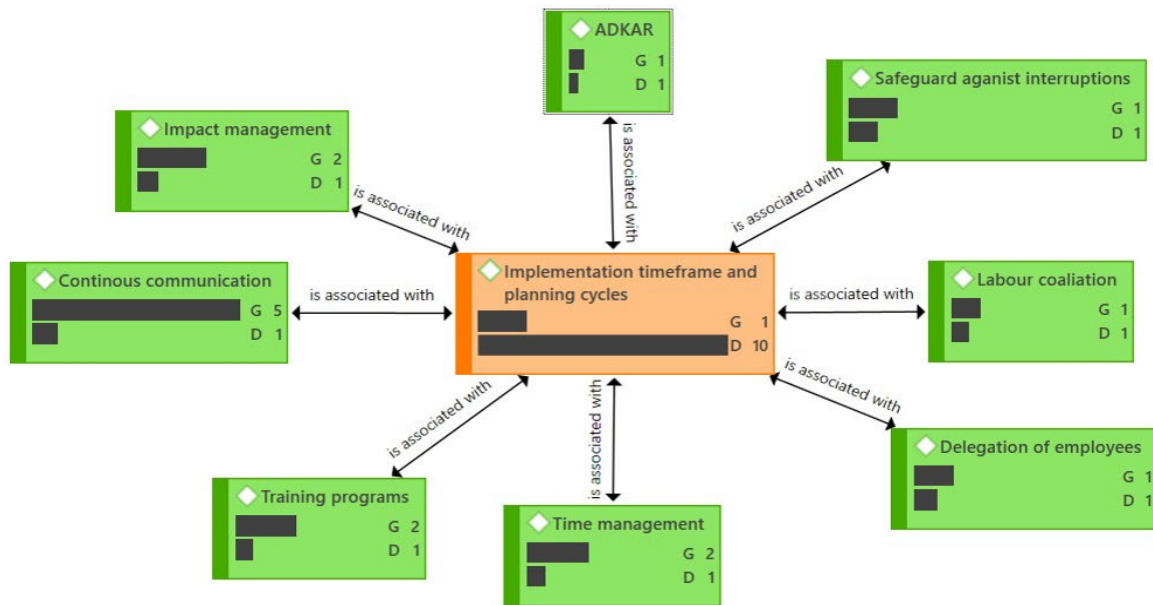 ADKAR
G 1
D 1
Safeguard aganist interruptions
G 1
D 1
Impact management
G 2
D 1
is associated with
is associated with
is associated with
Continous communication
G 5
D 1
is associated with
Implementation timeframe and
planning cycles
G 1
D 10
is associated with
Labour coaliation
G 1
D 1
is associated with
is associated with
is associated with
Delegation of employees
G 1
D 1
Training programs
G 2
D 1
Time management
G 2
D 1